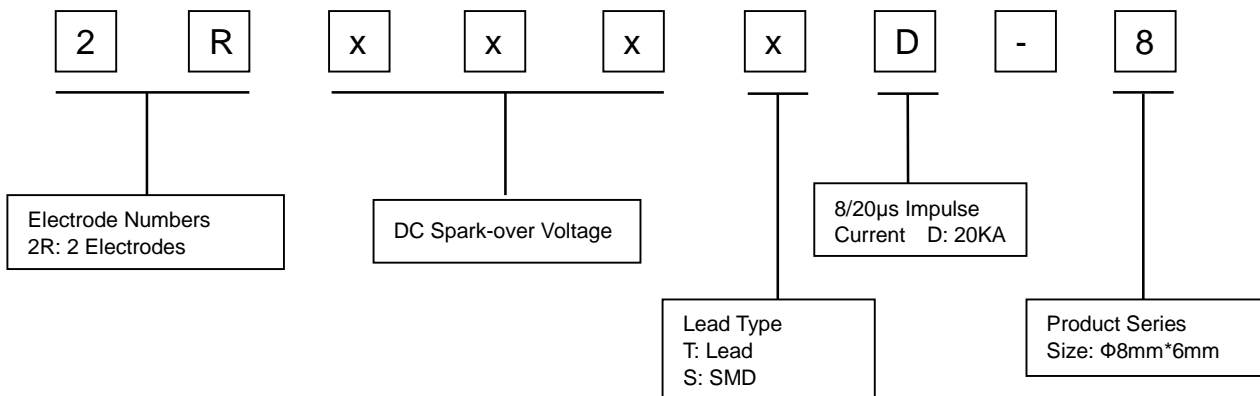 2 R x x x x D - 8
Electrode Numbers
2R: 2 Electrodes
DC Spark-over Voltage
8/20μs Impulse
Current D: 20KA
Lead Type
T: Lead
S: SMD
Product Series
Size: Φ8mm*6mm